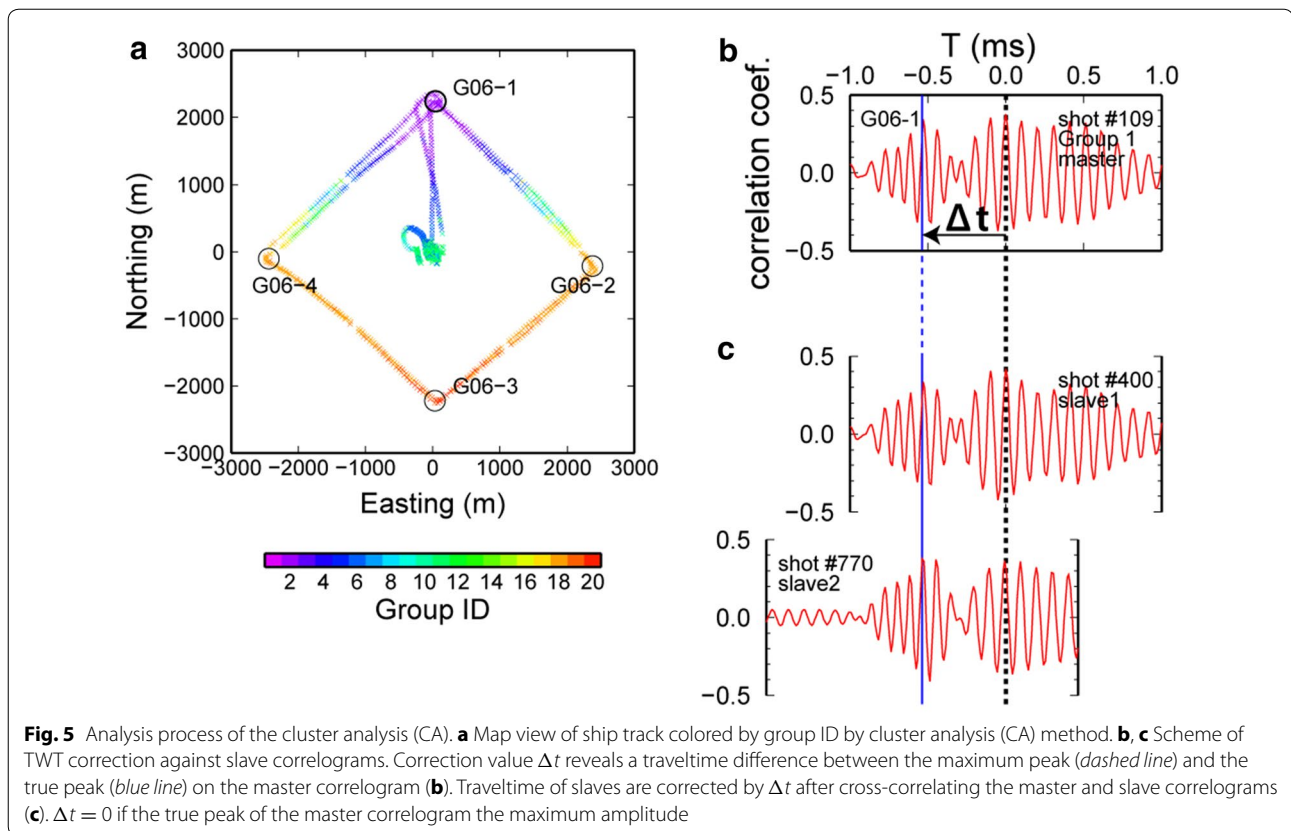 a
3000
2000
1000
0
−1000
−2000
−3000
−3000 −2000 −1000 0 1000 2000 3000
Northing (m)
Easting (m)
G06−1
G06−2
G06−3
G06−4
2 4 6 8 10 12 14 16 18 20
Group ID
b
T (ms)
−1.0 −0.5 0.0 0.5 1.0
correlation coef.
0.5
0.0
−0.5
G06−1
shot #109
Group 1
master
Δt
c
0.5
0.0
−0.5
shot #400
slave1
0.5
0.0
−0.5
shot #770
slave2
Fig. 5 Analysis process of the cluster analysis (CA). a Map view of ship track colored by group ID by cluster analysis (CA) method. b, c Scheme of
TWT correction against slave correlograms. Correction value Δt reveals a traveltime difference between the maximum peak (dashed line) and the
true peak (blue line) on the master correlogram (b). Traveltime of slaves are corrected by Δt after cross-correlating the master and slave correlograms
(c). Δt = 0 if the true peak of the master correlogram the maximum amplitude